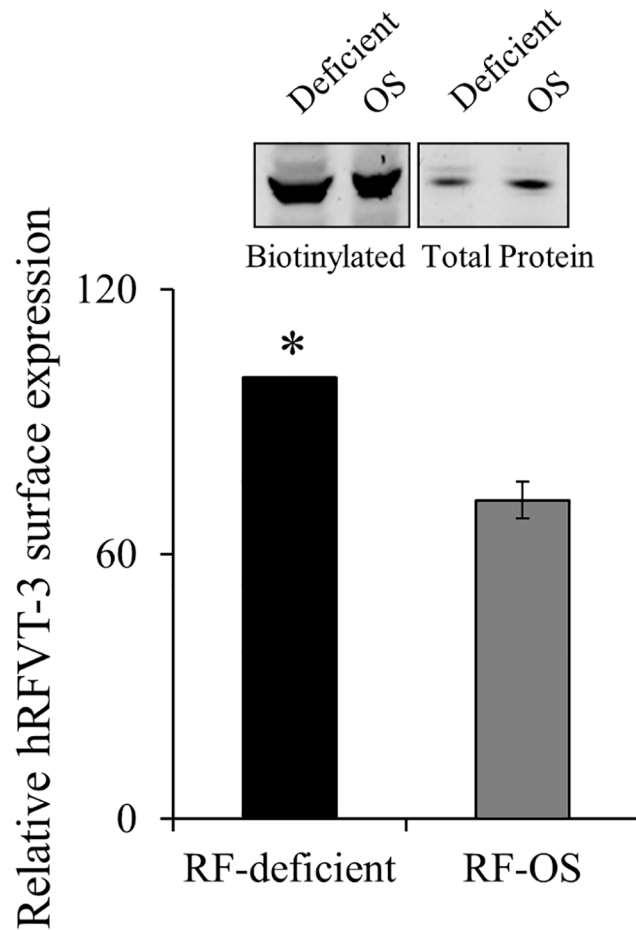 Deficient
OS
Deficient
OS
Biotinylated
Total Protein
Relative hRFVT-3 surface expression
120
60
0
*
RF-deficient
RF-OS